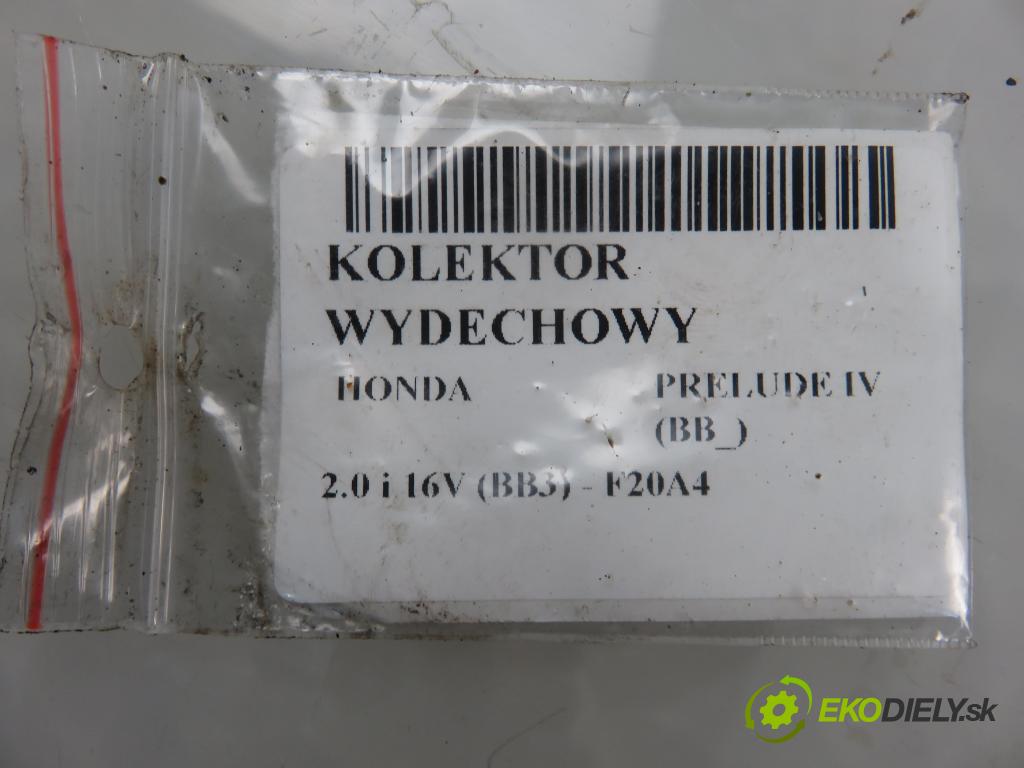 KOLEKTOR
WYDECHOWY
HONDA PRELUDE IV
(BB_)
2.0 i 16V (BB3) - F20A4
EKODIELY.sk